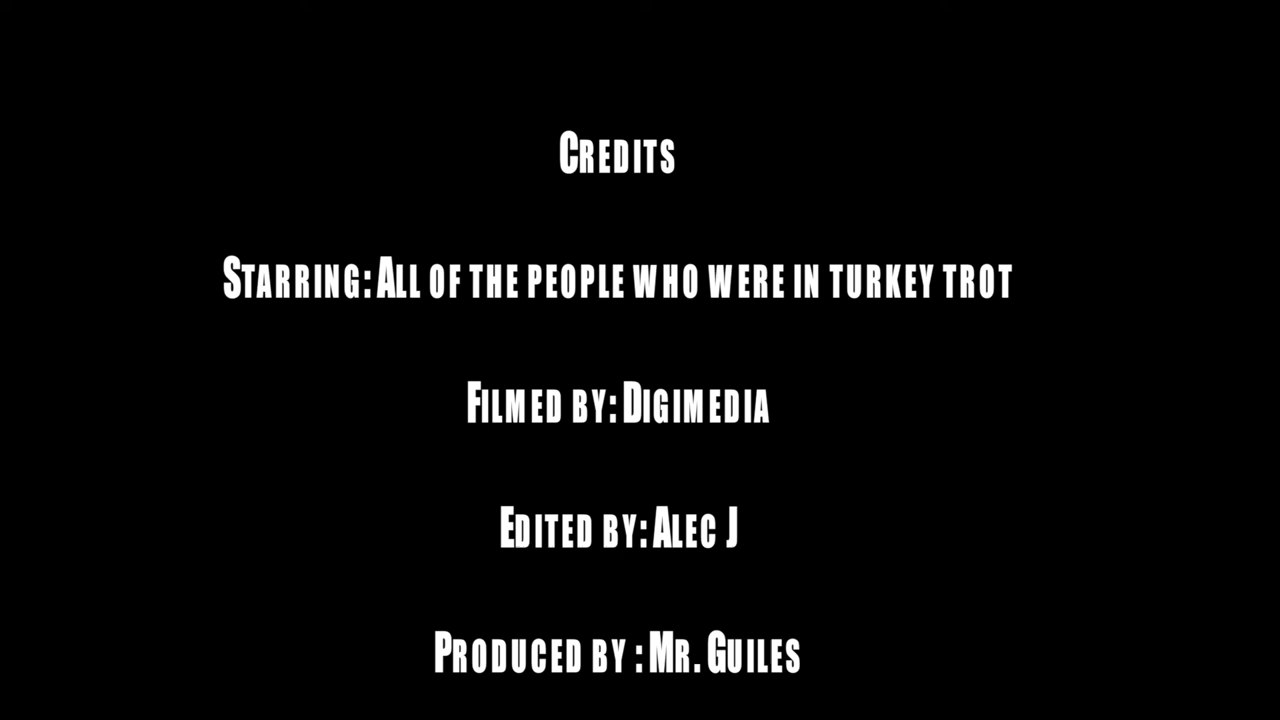 Credits
Starring: All of the people who were in turkey trot
Filmed by: Digimedia
Edited by: Alec J
Produced by : Mr. Guiles